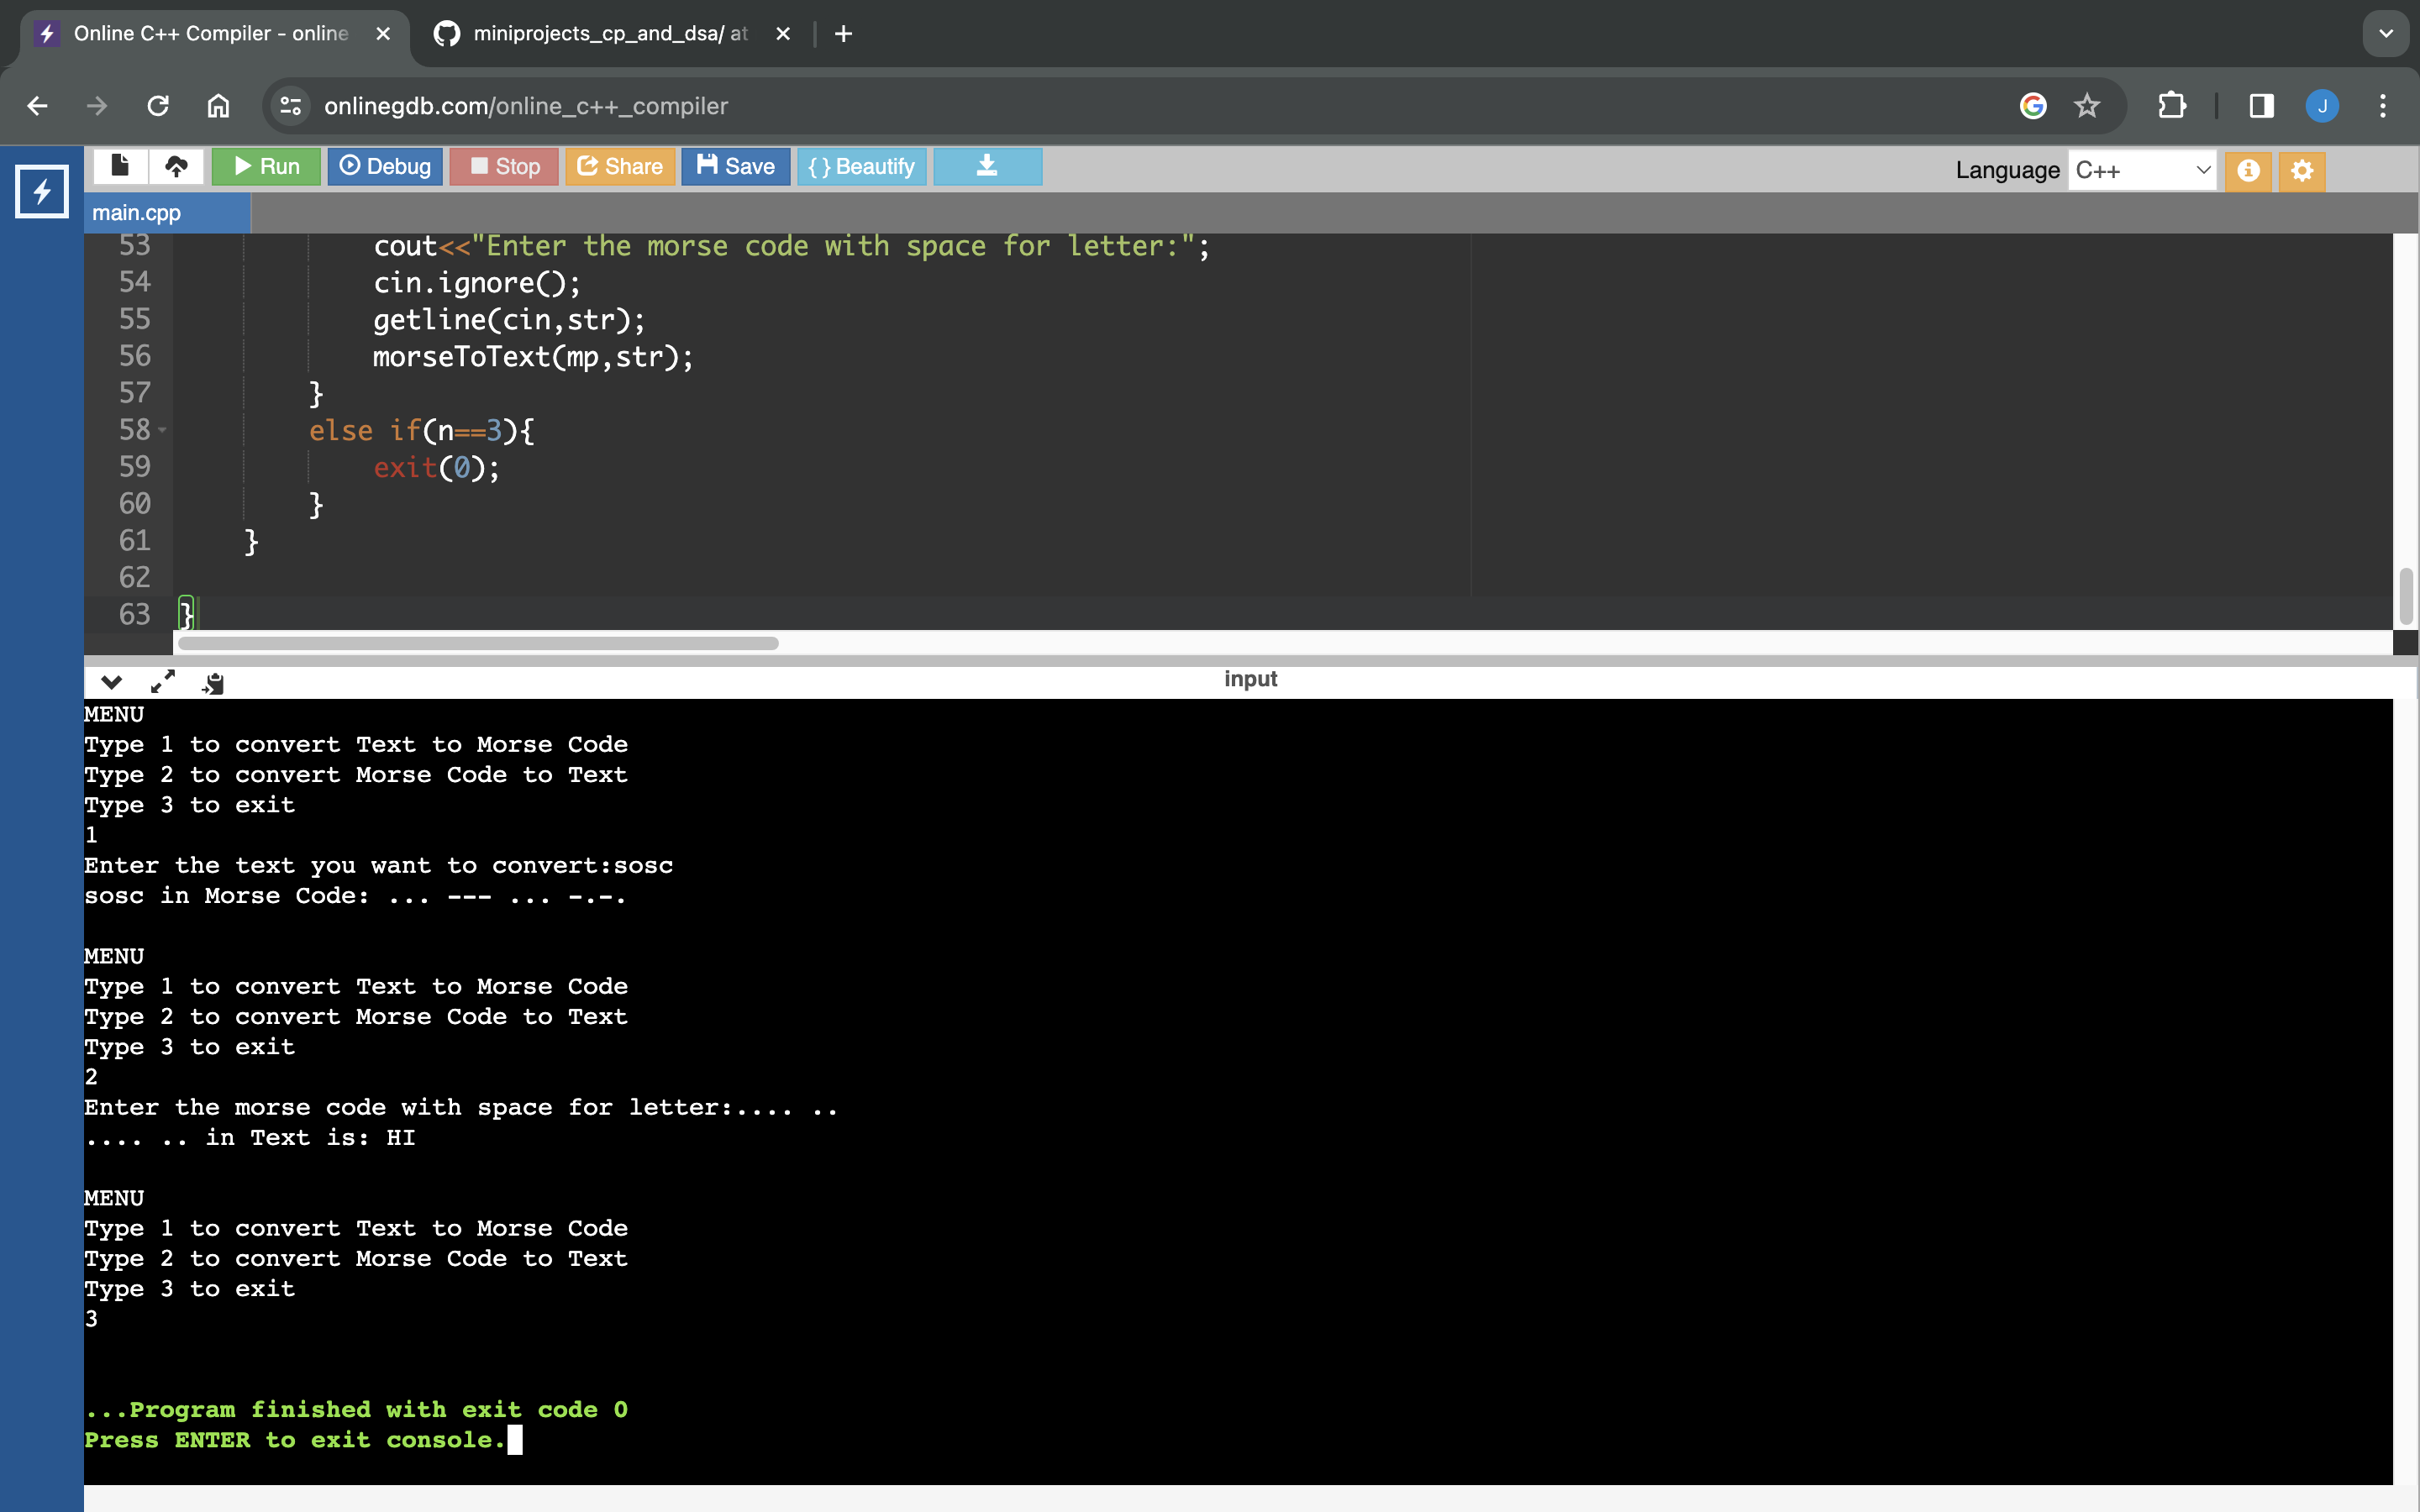 Online C++ Compiler - online
miniprojects_cp_and_dsa/ at
onlinegdb.com/online_c++_compiler
J
Run
Debug
Stop
Share
Save
{ } Beautify
Language C++
main.cpp
53 cout<<"Enter the morse code with space for letter:";
54 cin.ignore();
55 getline(cin,str);
56 morseToText(mp,str);
57 }
58 else if(n==3){
59 exit(0);
60 }
61 }
62
63 }
input
MENU
Type 1 to convert Text to Morse Code
Type 2 to convert Morse Code to Text
Type 3 to exit
1
Enter the text you want to convert:sosc
sosc in Morse Code: ... --- ... -.-.
MENU
Type 1 to convert Text to Morse Code
Type 2 to convert Morse Code to Text
Type 3 to exit
2
Enter the morse code with space for letter:.... ..
.... .. in Text is: HI
MENU
Type 1 to convert Text to Morse Code
Type 2 to convert Morse Code to Text
Type 3 to exit
3
...Program finished with exit code 0
Press ENTER to exit console.